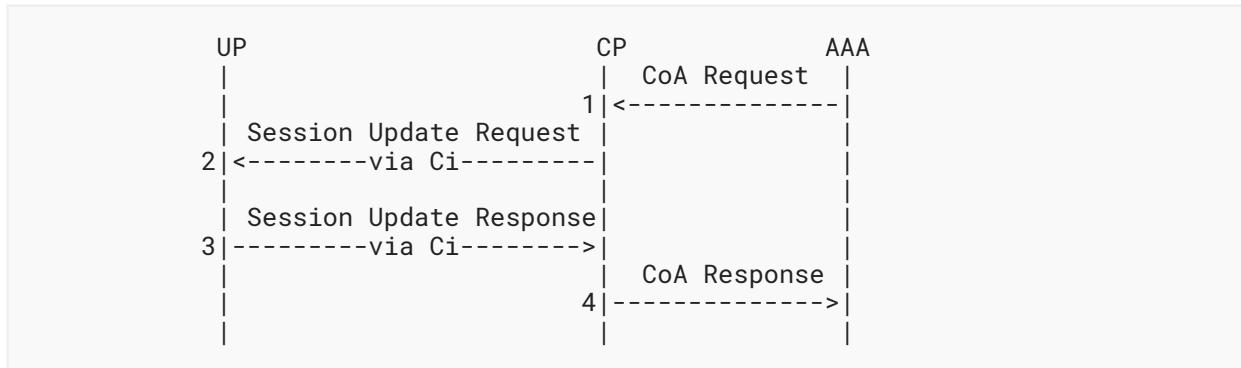 UP                        CP              AAA
|                         |  CoA Request  |
|                        1|<--------------|
| Session Update Request  |               |
2|<--------via Ci---------|               |
|                         |               |
| Session Update Response|                |
3|---------via Ci-------->|               |
|                         |  CoA Response |
|                        4|-------------->|
|                         |               |